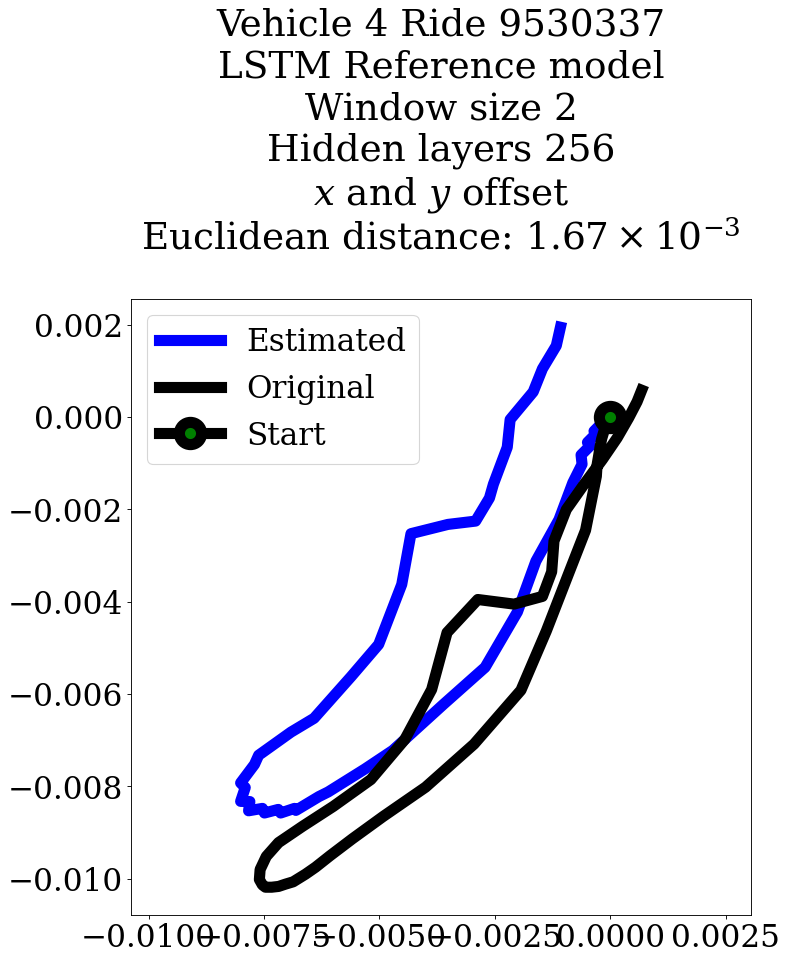 Vehicle 4 Ride 9530337
LSTM Reference model
Window size 2
Hidden layers 256
x and y offset
Euclidean distance: 1.67 × 10⁻³
Estimated
Original
Start
0.002
0.000
−0.002
−0.004
−0.006
−0.008
−0.010
−0.0100 −0.0075 −0.0050 −0.0025 0.0000 0.0025